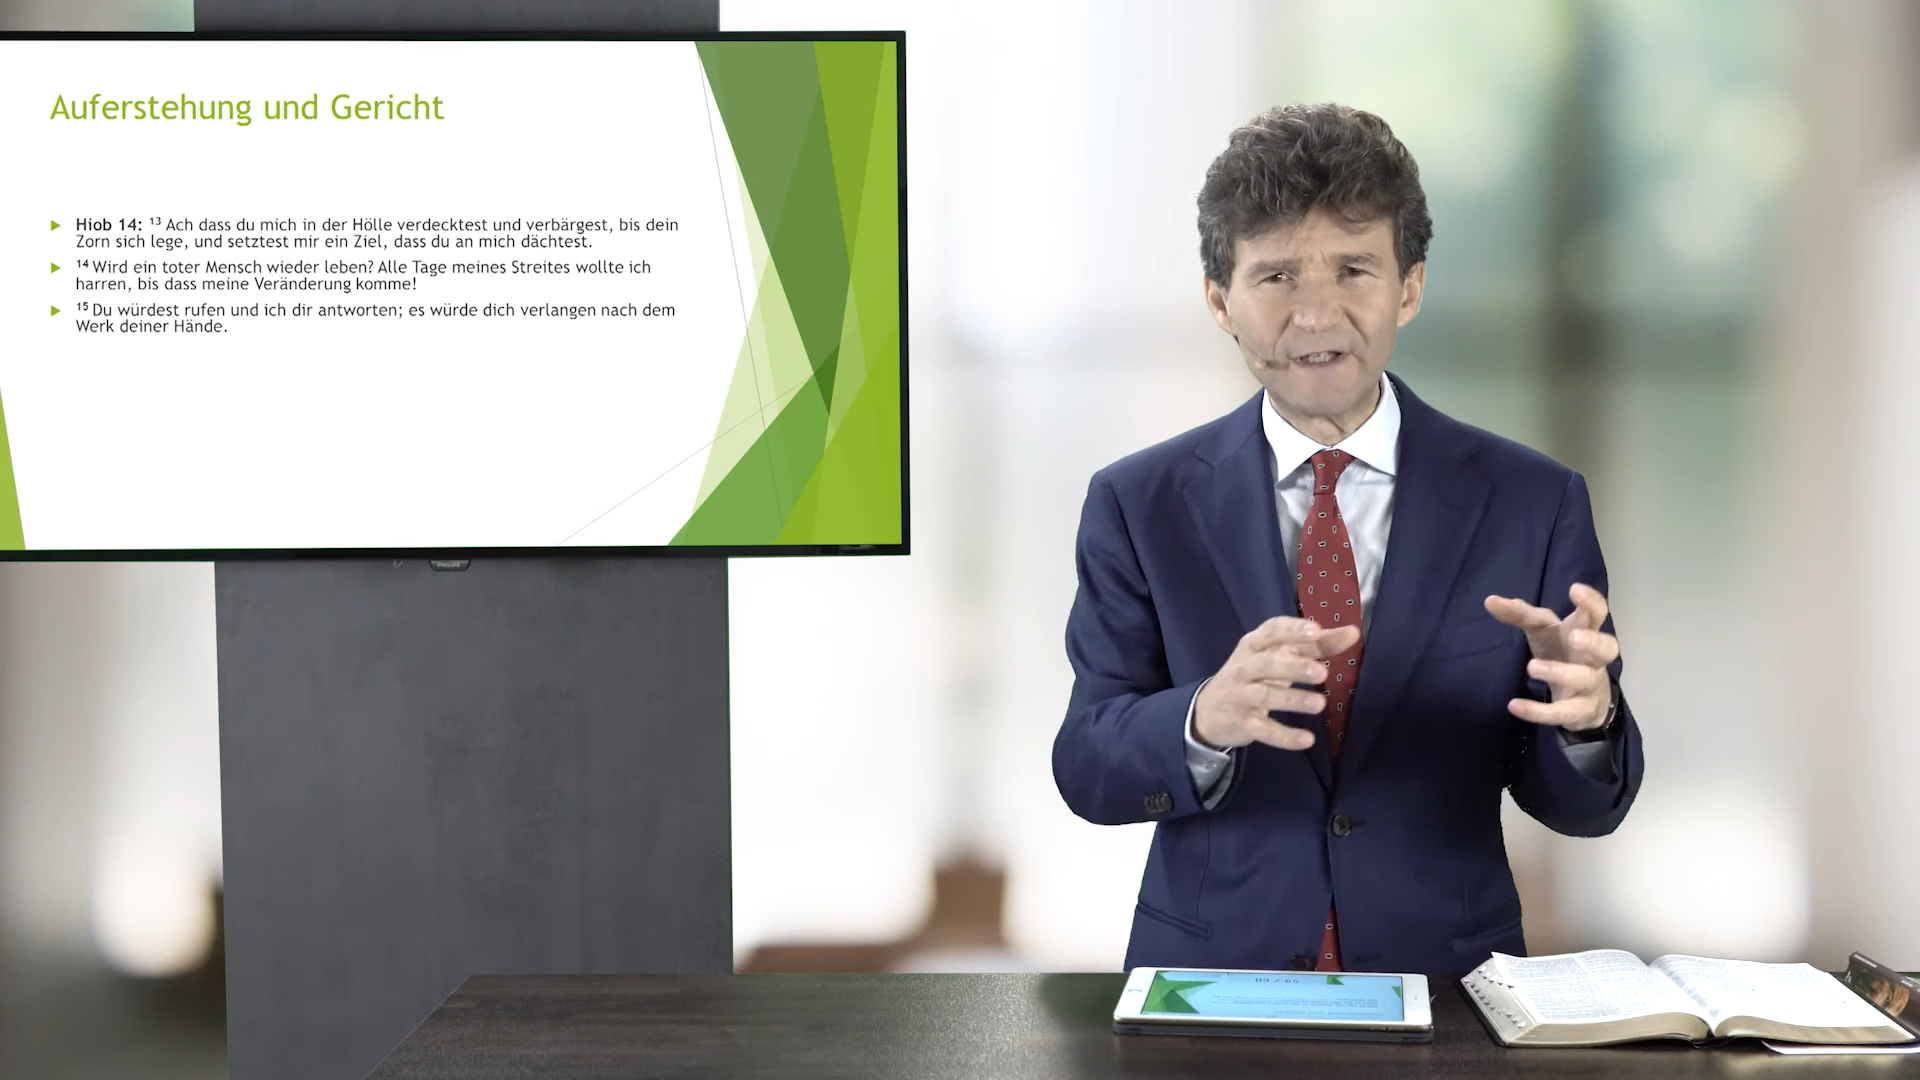 Auferstehung und Gericht
Hiob 14: ¹³ Ach dass du mich in der Hölle verdecktest und verbärgest, bis dein
Zorn sich lege, und setztest mir ein Ziel, dass du an mich dächtest.
¹⁴ Wird ein toter Mensch wieder leben? Alle Tage meines Streites wollte ich
harren, bis dass meine Veränderung komme!
¹⁵ Du würdest rufen und ich dir antworten; es würde dich verlangen nach dem
Werk deiner Hände.
PHILIPS
59 / 60